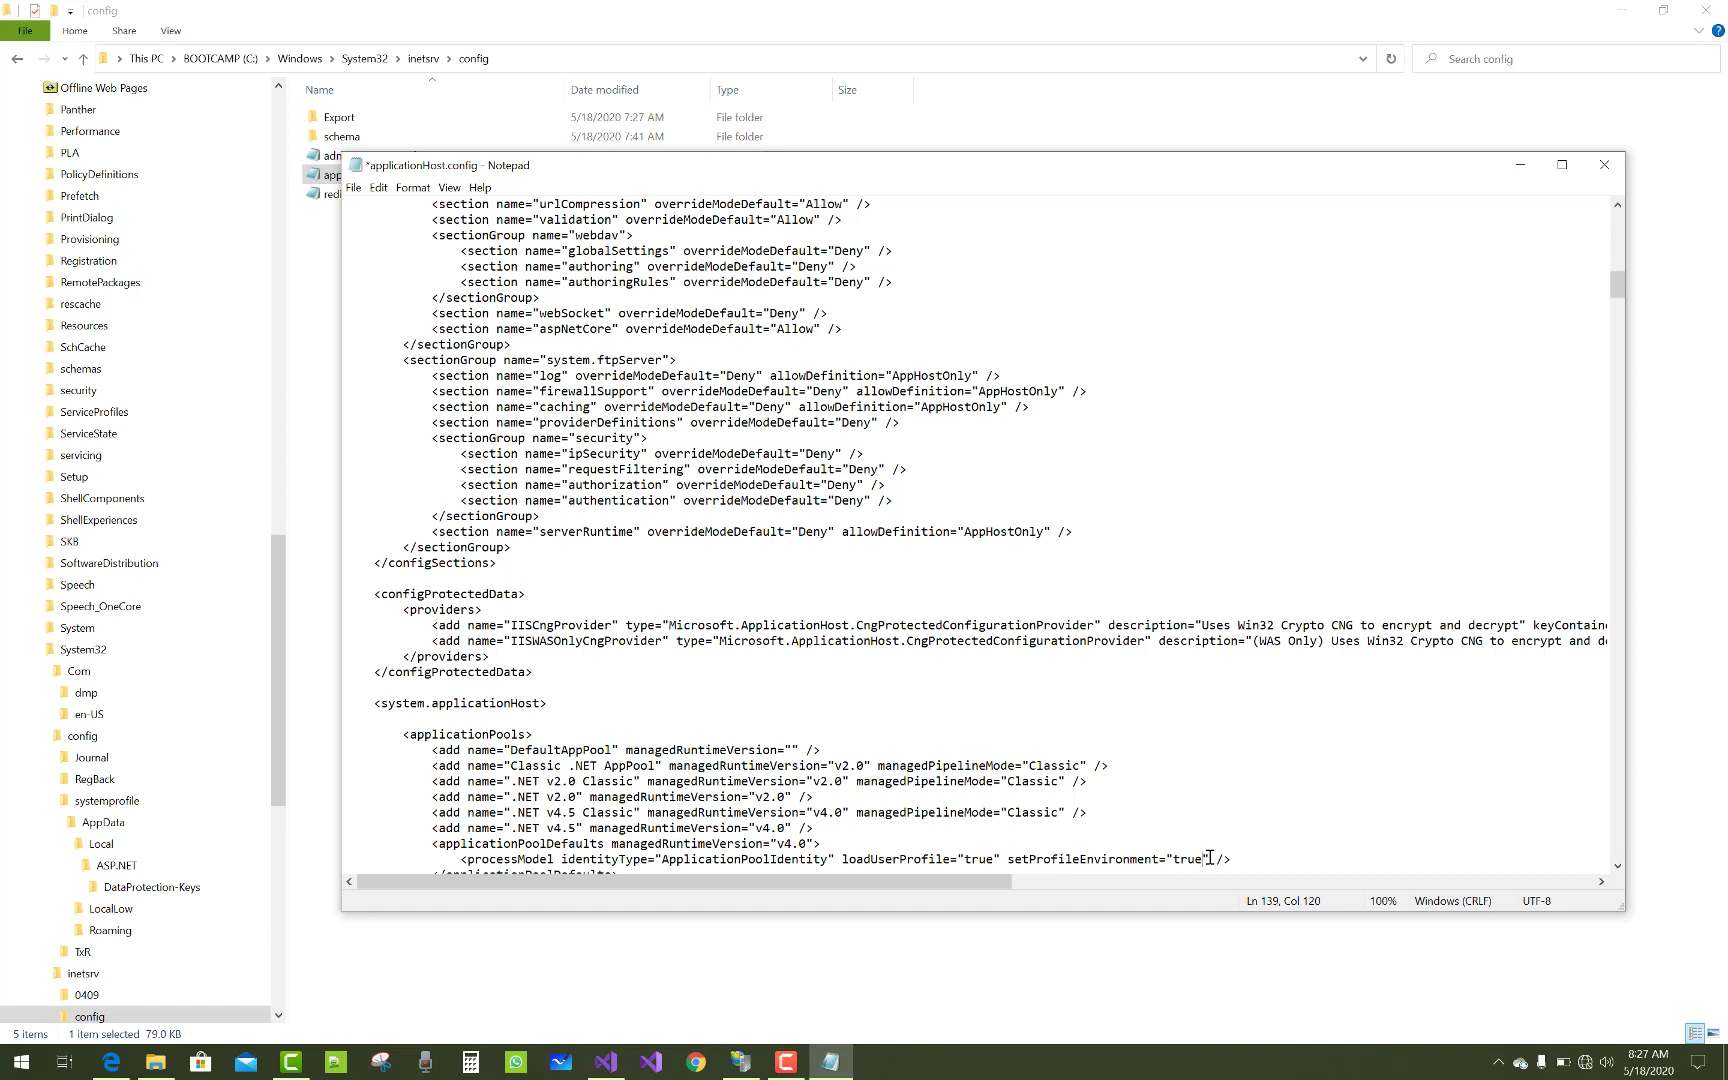 config
File Home Share View
This PC BOOTCAMP (C:) Windows System32 inetsrv config
Search config
Offline Web Pages
Panther
Performance
PLA
PolicyDefinitions
Prefetch
PrintDialog
Provisioning
Registration
RemotePackages
rescache
Resources
SchCache
schemas
security
ServiceProfiles
ServiceState
servicing
Setup
ShellComponents
ShellExperiences
SKB
SoftwareDistribution
Speech
Speech_OneCore
System
System32
Com
dmp
en-US
config
Journal
RegBack
systemprofile
AppData
Local
ASP.NET
DataProtection-Keys
LocalLow
Roaming
TxR
inetsrv
0409
config
Name Date modified Type Size
Export 5/18/2020 7:27 AM File folder
schema 5/18/2020 7:41 AM File folder
*applicationHost.config - Notepad
File Edit Format View Help
<section name="urlCompression" overrideModeDefault="Allow" />
<section name="validation" overrideModeDefault="Allow" />
<sectionGroup name="webdav">
<section name="globalSettings" overrideModeDefault="Deny" />
<section name="authoring" overrideModeDefault="Deny" />
<section name="authoringRules" overrideModeDefault="Deny" />
</sectionGroup>
<section name="webSocket" overrideModeDefault="Deny" />
<section name="aspNetCore" overrideModeDefault="Allow" />
</sectionGroup>
<sectionGroup name="system.ftpServer">
<section name="log" overrideModeDefault="Deny" allowDefinition="AppHostOnly" />
<section name="firewallSupport" overrideModeDefault="Deny" allowDefinition="AppHostOnly" />
<section name="caching" overrideModeDefault="Deny" allowDefinition="AppHostOnly" />
<section name="providerDefinitions" overrideModeDefault="Deny" />
<sectionGroup name="security">
<section name="ipSecurity" overrideModeDefault="Deny" />
<section name="requestFiltering" overrideModeDefault="Deny" />
<section name="authorization" overrideModeDefault="Deny" />
<section name="authentication" overrideModeDefault="Deny" />
</sectionGroup>
<section name="serverRuntime" overrideModeDefault="Deny" allowDefinition="AppHostOnly" />
</sectionGroup>
</configSections>
<configProtectedData>
<providers>
<add name="IISCngProvider" type="Microsoft.ApplicationHost.CngProtectedConfigurationProvider" description="Uses Win32 Crypto CNG to encrypt and decrypt" keyContaine
<add name="IISWASOnlyCngProvider" type="Microsoft.ApplicationHost.CngProtectedConfigurationProvider" description="(WAS Only) Uses Win32 Crypto CNG to encrypt and de
</providers>
</configProtectedData>
<system.applicationHost>
<applicationPools>
<add name="DefaultAppPool" managedRuntimeVersion="" />
<add name="Classic .NET AppPool" managedRuntimeVersion="v2.0" managedPipelineMode="Classic" />
<add name=".NET v2.0 Classic" managedRuntimeVersion="v2.0" managedPipelineMode="Classic" />
<add name=".NET v2.0" managedRuntimeVersion="v2.0" />
<add name=".NET v4.5 Classic" managedRuntimeVersion="v4.0" managedPipelineMode="Classic" />
<add name=".NET v4.5" managedRuntimeVersion="v4.0" />
<applicationPoolDefaults managedRuntimeVersion="v4.0">
<processModel identityType="ApplicationPoolIdentity" loadUserProfile="true" setProfileEnvironment="true" />
Ln 139, Col 120 100% Windows (CRLF) UTF-8
5 items 1 item selected 79.0 KB
8:27 AM
5/18/2020